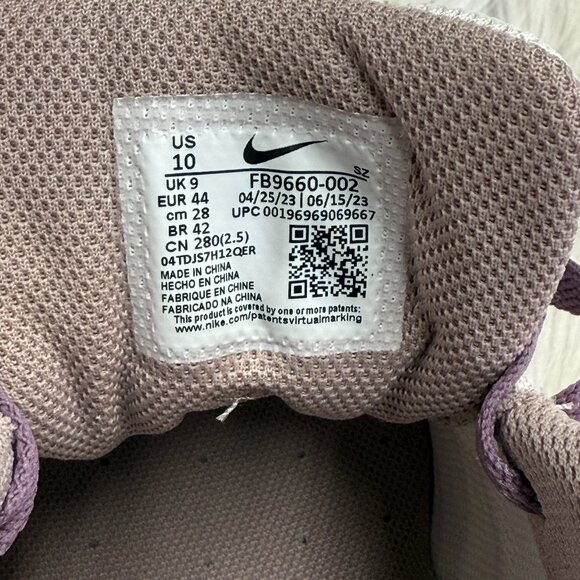 US
10
SZ
UK 9
FB9660-002
EUR 44
04/25/23 | 06/15/23
cm 28
UPC 00196969069667
BR 42
CN 280(2.5)
04TDJS7H12QER
MADE IN CHINA
HECHO EN CHINA
FABRIQUE EN CHINE
FABRICADO NA CHINA
This product is covered by one or more patents:
www.nike.com/patentsvirtualmarking